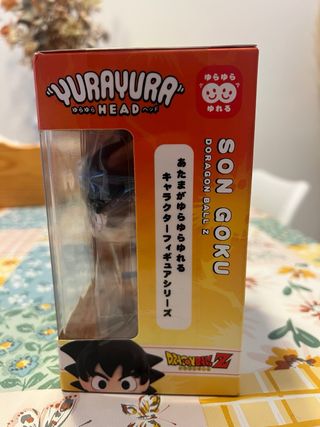 YURAYURA
ゆらゆら HEAD ヘッド
ゆらゆら
ゆれる
SON GOKU
DORAGON BALL Z
あたまがゆらゆらゆれる
キャラクターフィギュアシリーズ
DRAGONBALL Z